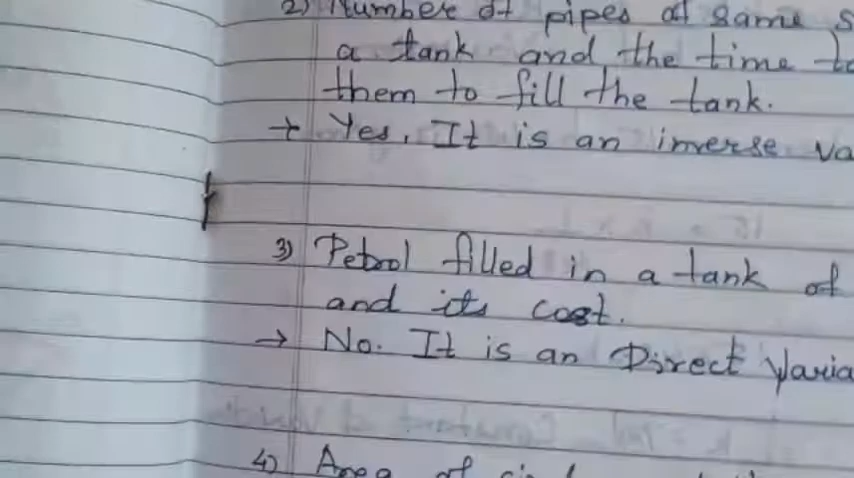 2) Number of pipes of same
a tank and the time
them to fill the tank.
→ Yes, It is an inverse
3) Petrol filled in a tank of
and its cost.
→ No. It is an Direct
4) Area of